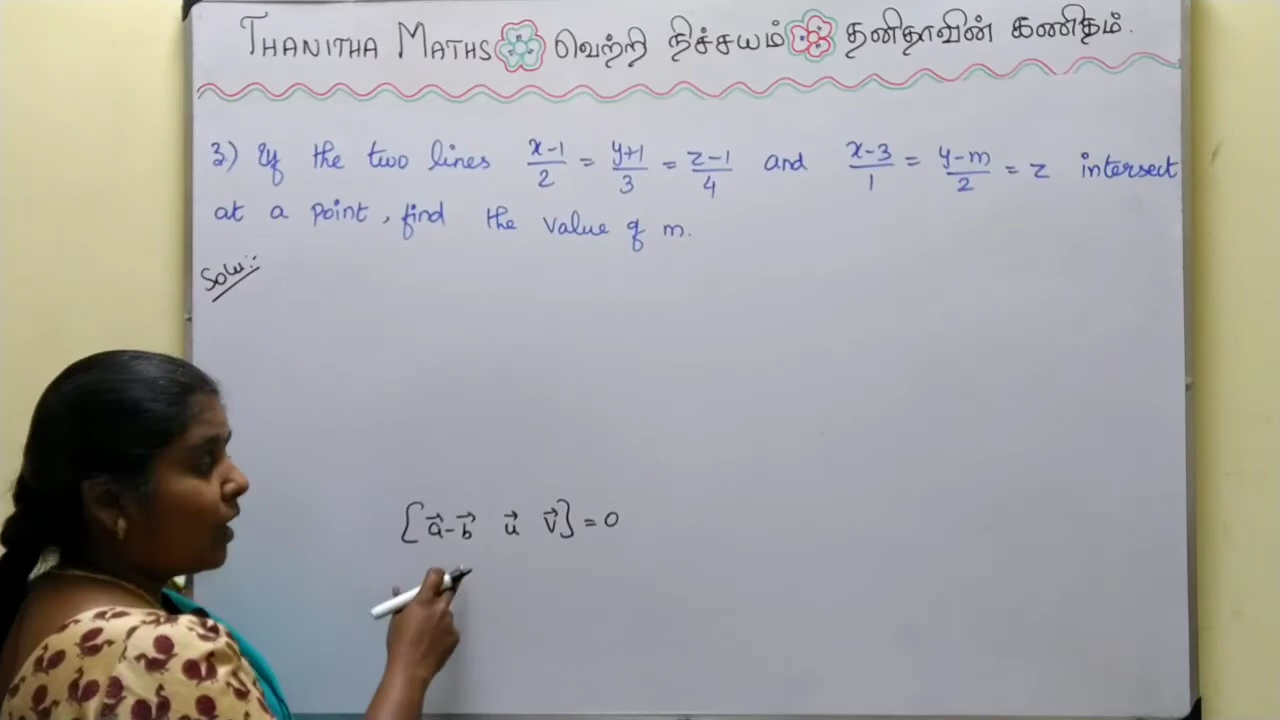 THANITHA MATHS வெற்றி நிச்சயம் தனிதாவின் கணிதம்.
3) If the two lines x-1/2 = y+1/3 = z-1/4 and x-3/1 = y-m/2 = z intersect
at a point, find the value of m.
Solu:-
[a⃗-b⃗ u⃗ v⃗] = 0